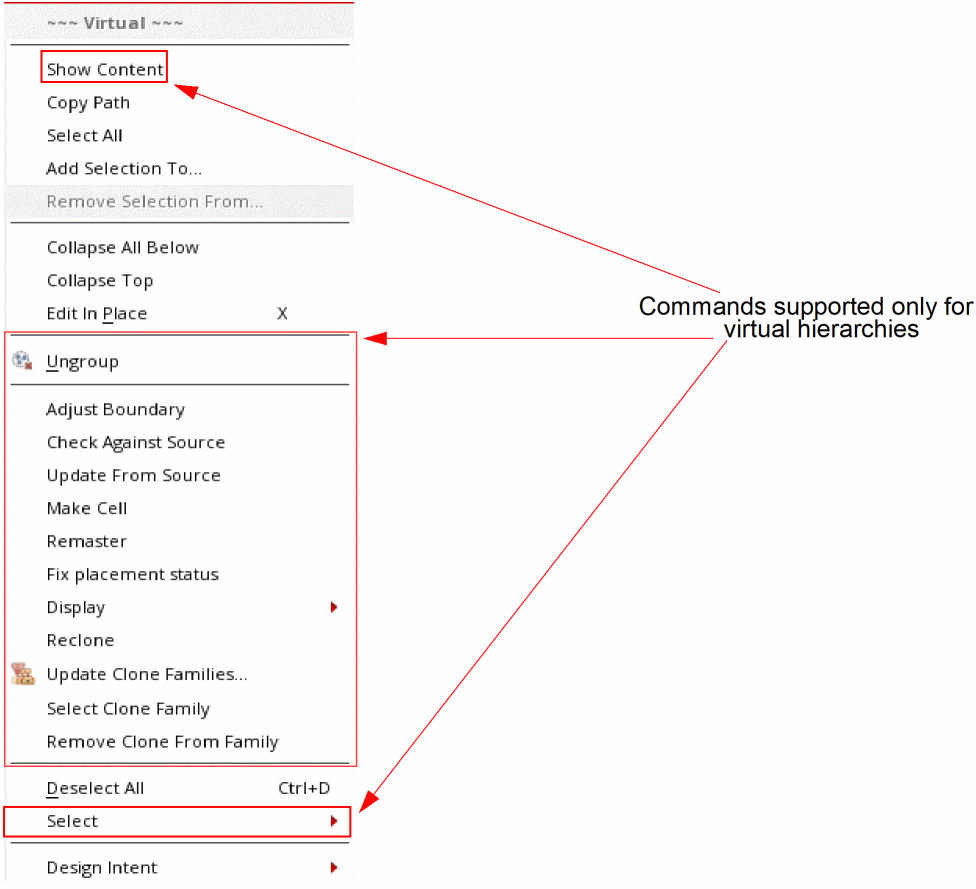 ~~~ Virtual ~~~
Show Content
Copy Path
Select All
Add Selection To...
Remove Selection From...
Collapse All Below
Collapse Top
Edit In Place X
Ungroup
Adjust Boundary
Check Against Source
Update From Source
Make Cell
Remaster
Fix placement status
Display
Reclone
Update Clone Families...
Select Clone Family
Remove Clone From Family
Deselect All Ctrl+D
Select
Design Intent
Commands supported only for
virtual hierarchies